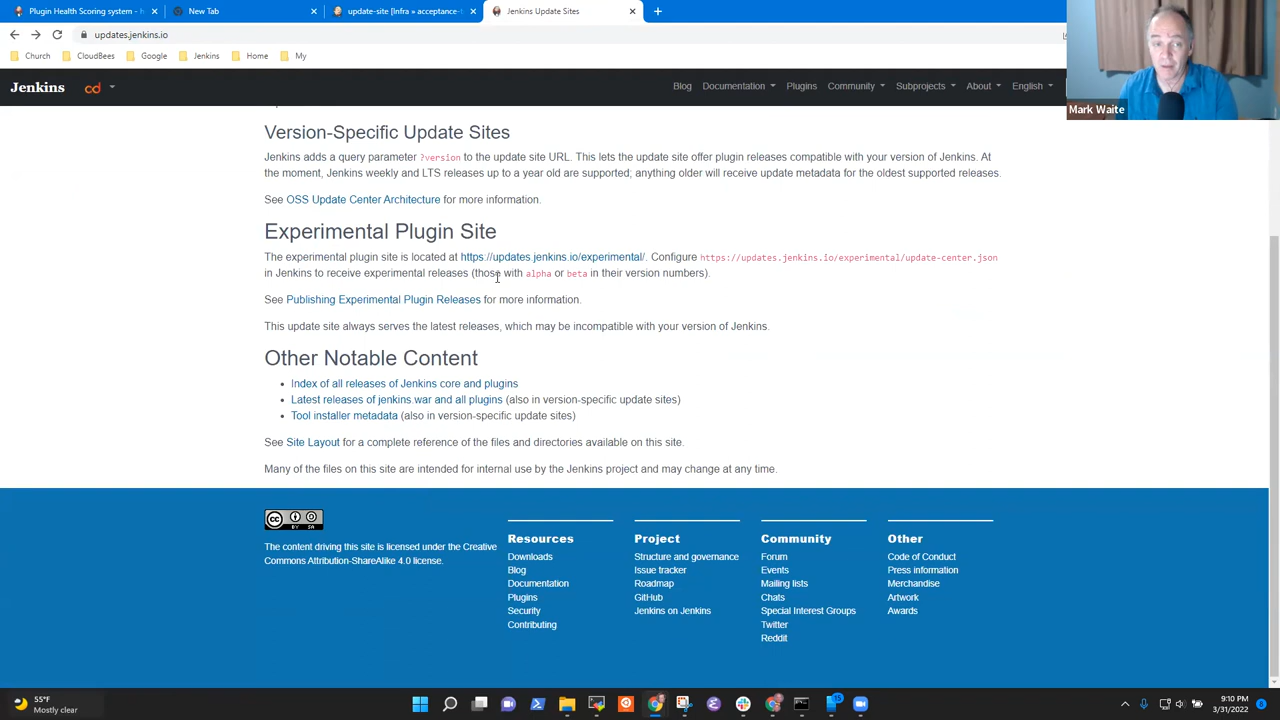 Plugin Health Scoring system - h
New Tab
update-site [Infra » acceptance-t
Jenkins Update Sites
updates.jenkins.io
Church
CloudBees
Google
Jenkins
Home
My
Jenkins
Blog
Documentation
Plugins
Community
Subprojects
About
English
Mark Waite
Version-Specific Update Sites
Jenkins adds a query parameter ?version to the update site URL. This lets the update site offer plugin releases compatible with your version of Jenkins. At
the moment, Jenkins weekly and LTS releases up to a year old are supported; anything older will receive update metadata for the oldest supported releases.
See OSS Update Center Architecture for more information.
Experimental Plugin Site
The experimental plugin site is located at https://updates.jenkins.io/experimental/. Configure https://updates.jenkins.io/experimental/update-center.json
in Jenkins to receive experimental releases (those with alpha or beta in their version numbers).
See Publishing Experimental Plugin Releases for more information.
This update site always serves the latest releases, which may be incompatible with your version of Jenkins.
Other Notable Content
• Index of all releases of Jenkins core and plugins
• Latest releases of jenkins.war and all plugins (also in version-specific update sites)
• Tool installer metadata (also in version-specific update sites)
See Site Layout for a complete reference of the files and directories available on this site.
Many of the files on this site are intended for internal use by the Jenkins project and may change at any time.
The content driving this site is licensed under the Creative
Commons Attribution-ShareAlike 4.0 license.
Resources
Downloads
Blog
Documentation
Plugins
Security
Contributing
Project
Structure and governance
Issue tracker
Roadmap
GitHub
Jenkins on Jenkins
Community
Forum
Events
Mailing lists
Chats
Special Interest Groups
Twitter
Reddit
Other
Code of Conduct
Press information
Merchandise
Artwork
Awards
55°F
Mostly clear
9:10 PM
3/31/2022